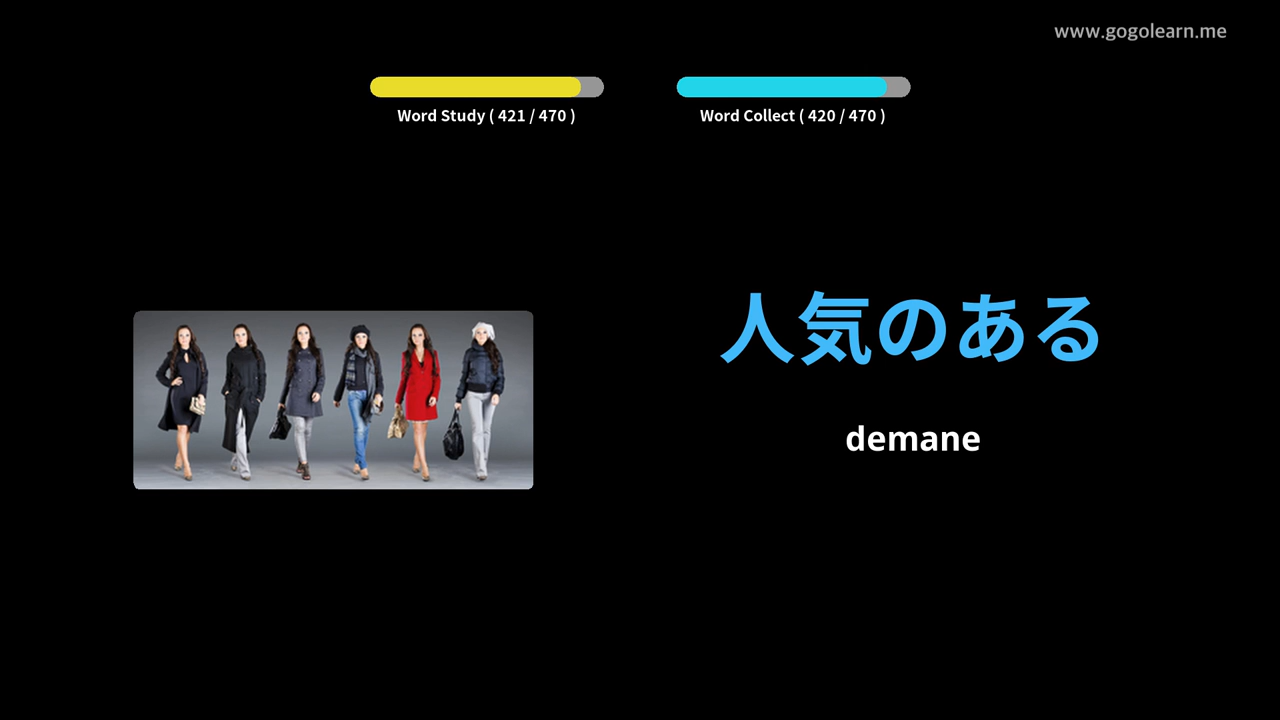 www.gogolearn.me
Word Study ( 421 / 470 )
Word Collect ( 420 / 470 )
人気のある
demane